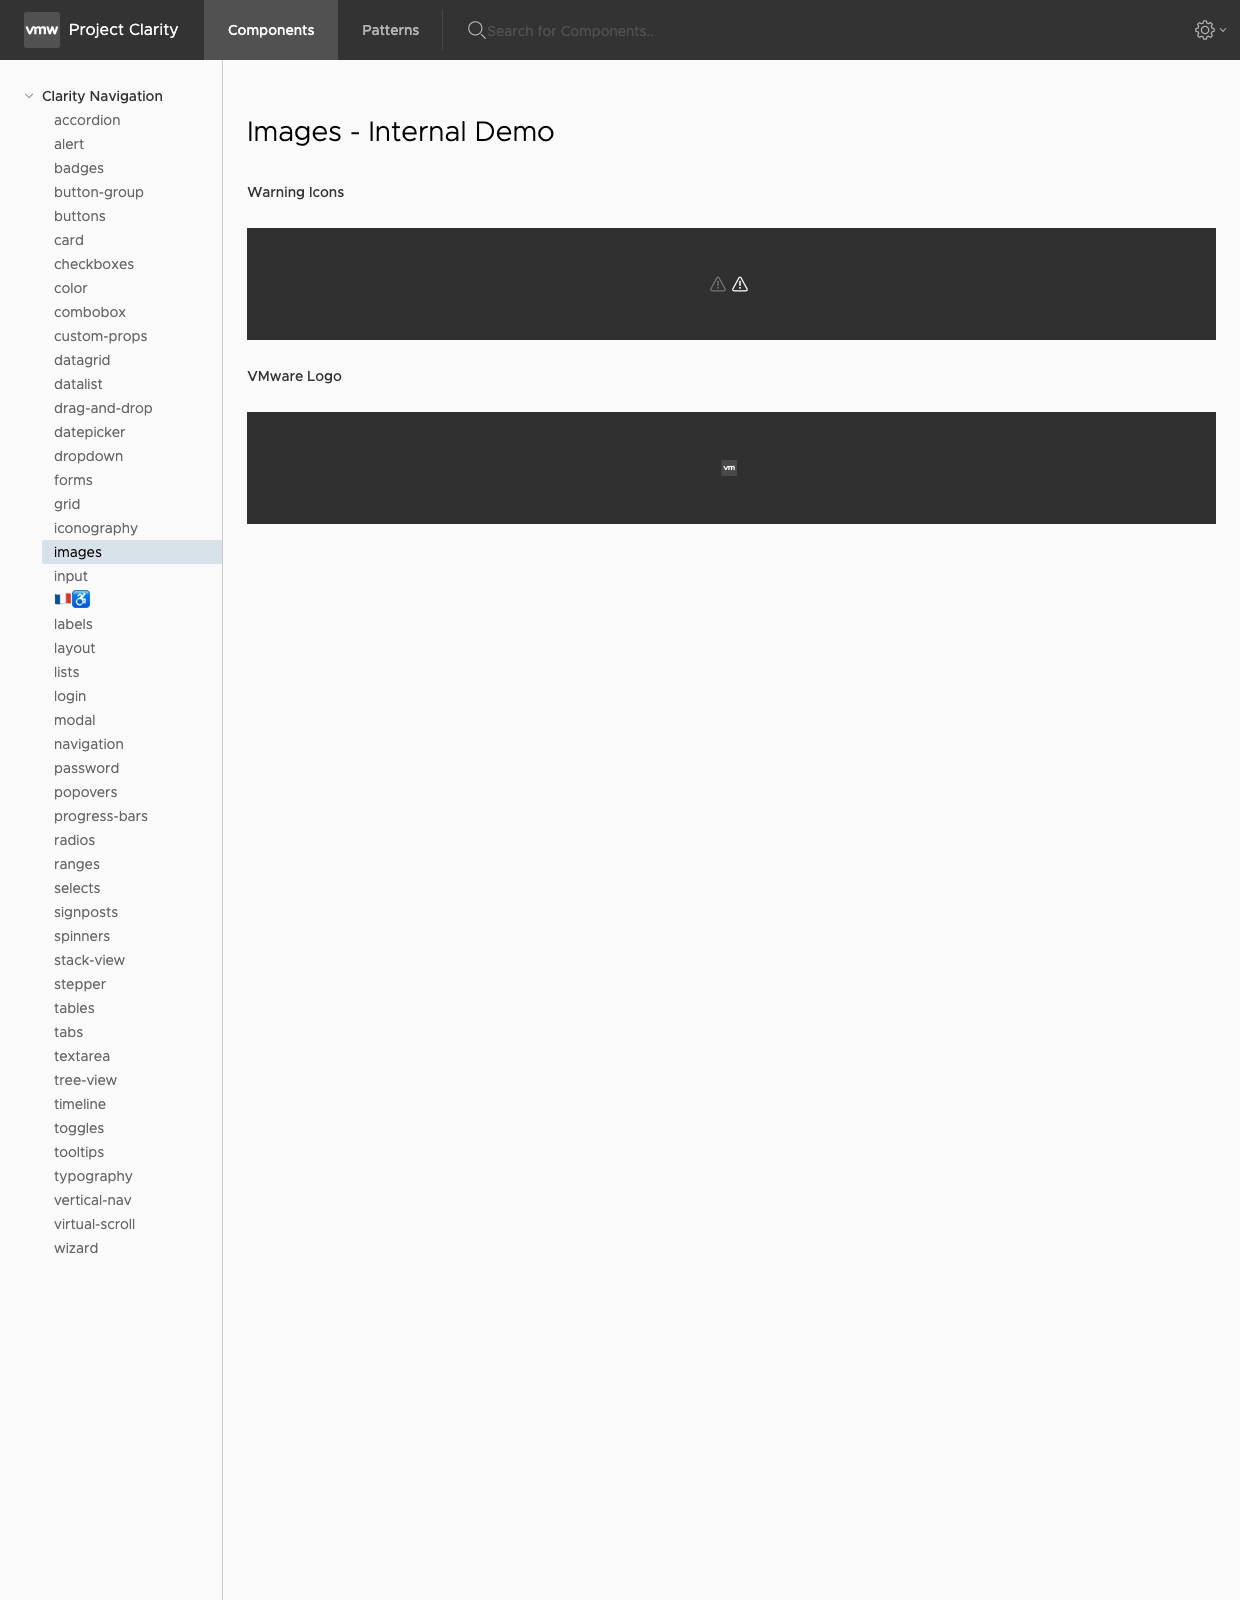 vmw Project Clarity Components Patterns Search for Components..
Clarity Navigation
accordion
alert
badges
button-group
buttons
card
checkboxes
color
combobox
custom-props
datagrid
datalist
drag-and-drop
datepicker
dropdown
forms
grid
iconography
images
input
🇫🇷♿
labels
layout
lists
login
modal
navigation
password
popovers
progress-bars
radios
ranges
selects
signposts
spinners
stack-view
stepper
tables
tabs
textarea
tree-view
timeline
toggles
tooltips
typography
vertical-nav
virtual-scroll
wizard
Images - Internal Demo
Warning Icons
VMware Logo
vm